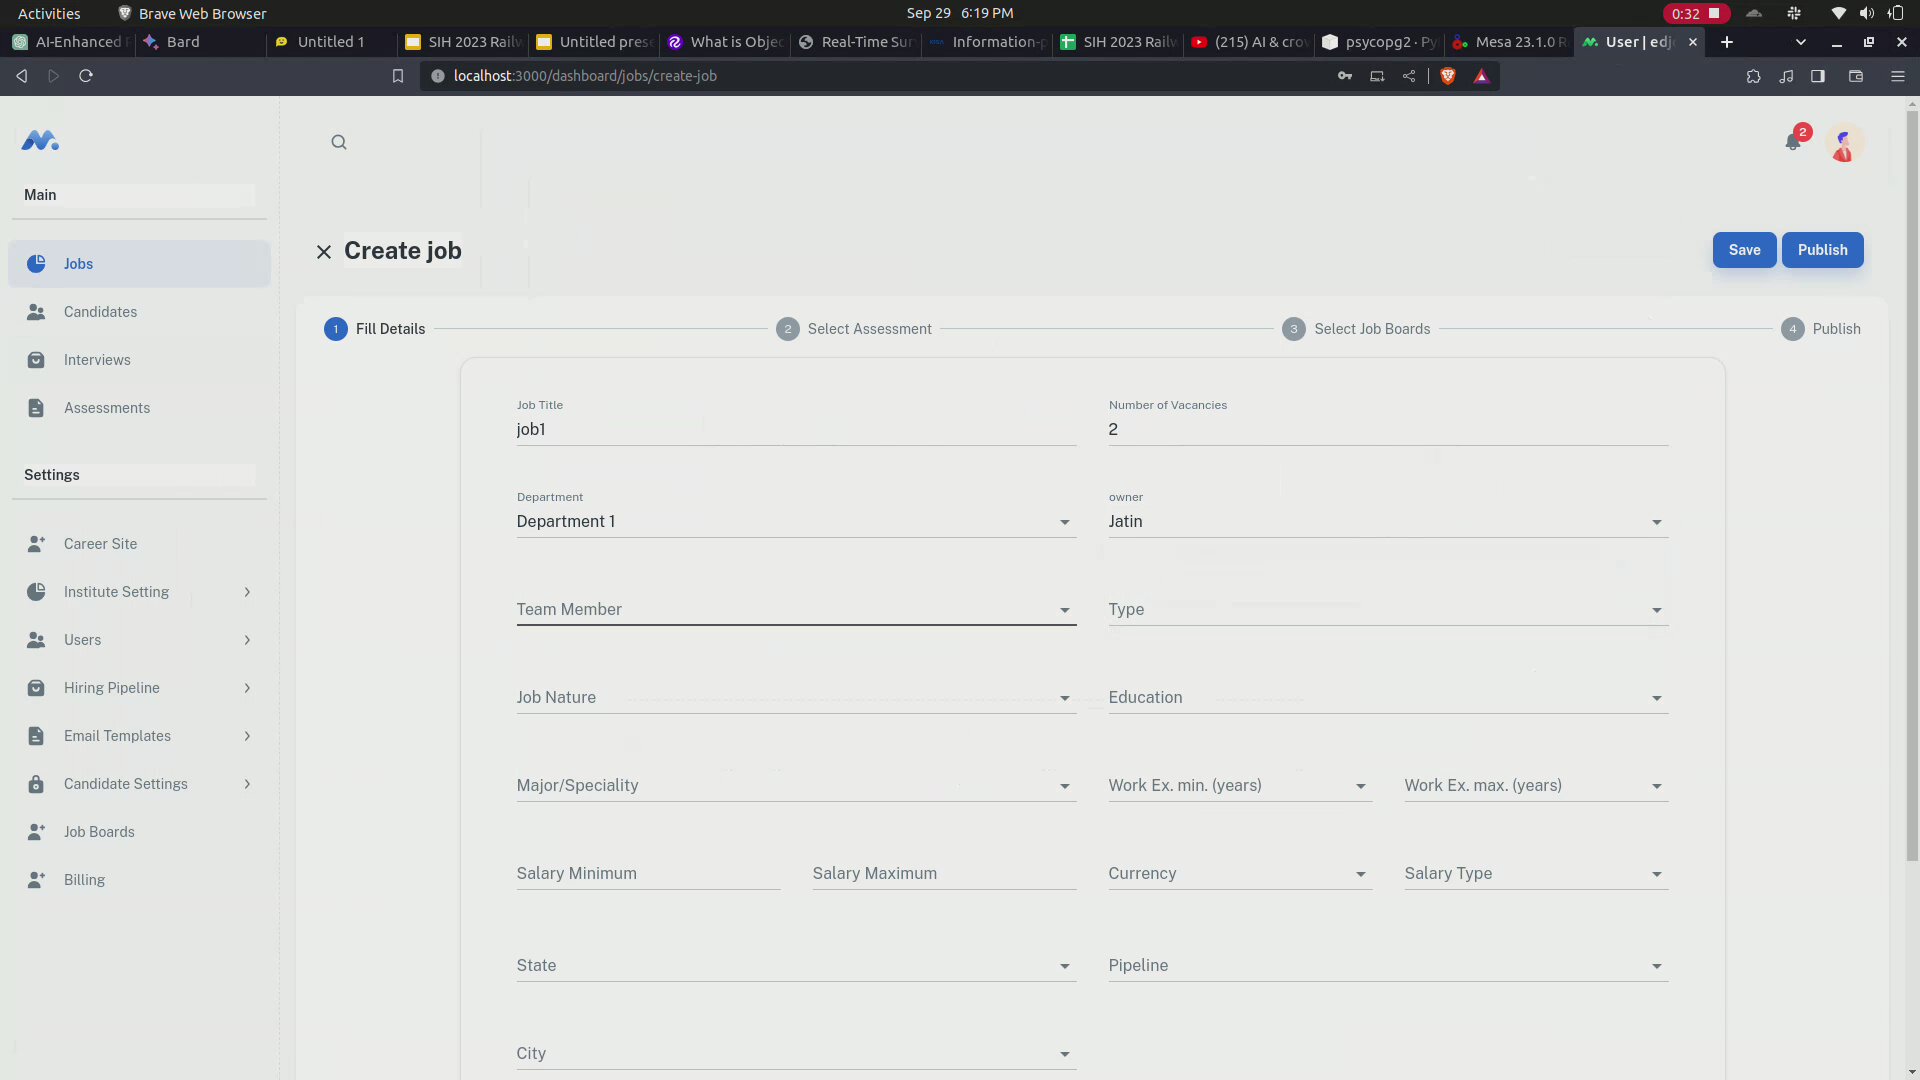 Activities
Brave Web Browser
Sep 29 6:19 PM
0:32
AI-Enhanced
Bard
Untitled 1
SIH 2023 Railw
Untitled prese
What is Objec
Real-Time Sur
Information-p
SIH 2023 Railw
(215) AI & crov
psycopg2 · Py
Mesa 23.1.0 R
User | edj
localhost:3000/dashboard/jobs/create-job
2
Main
Jobs
Candidates
Interviews
Assessments
Settings
Career Site
Institute Setting
Users
Hiring Pipeline
Email Templates
Candidate Settings
Job Boards
Billing
Create job
Save
Publish
1 Fill Details
2 Select Assessment
3 Select Job Boards
4 Publish
Job Title
job1
Number of Vacancies
2
Department
Department 1
owner
Jatin
Team Member
Type
Job Nature
Education
Major/Speciality
Work Ex. min. (years)
Work Ex. max. (years)
Salary Minimum
Salary Maximum
Currency
Salary Type
State
Pipeline
City